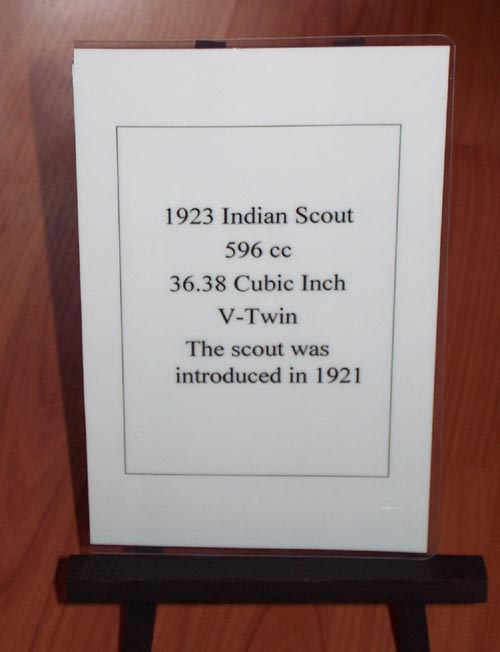 1923 Indian Scout
596 cc
36.38 Cubic Inch
V-Twin
The scout was
introduced in 1921